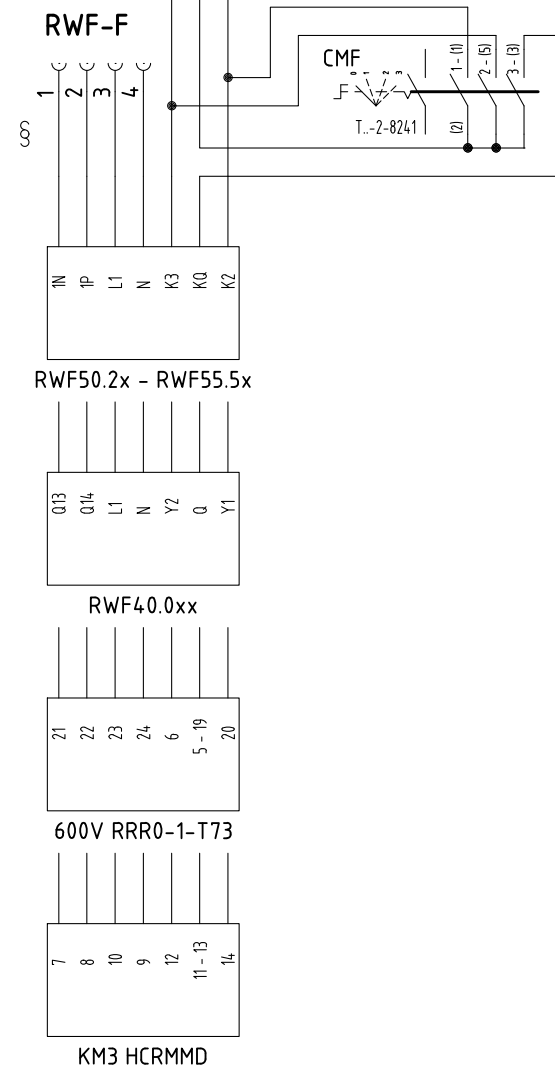 RWF-F
1
2
3
4
§
CMF
0 1 2 3
T..-2-8241
1 - (1)
2 - (5)
3 - (3)
(2)
1N 1P L1 N K3 KQ K2
RWF50.2x - RWF55.5x
Q13 Q14 L1 N Y2 Q Y1
RWF40.0xx
21 22 23 24 6 5 - 19 20
600V RRR0-1-T73
7 8 10 9 12 11 - 13 14
KM3 HCRMMD